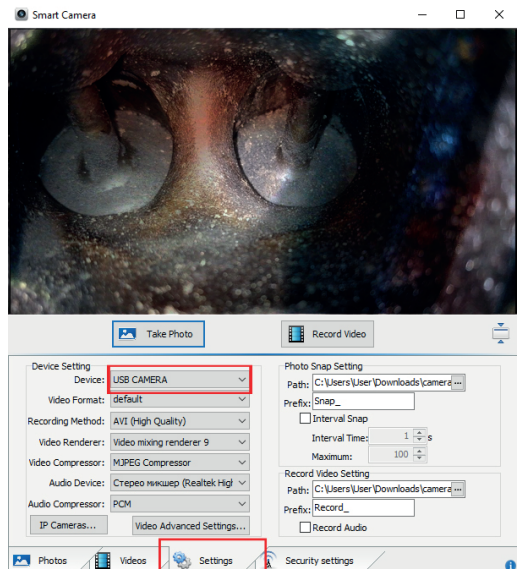 Smart Camera
Take Photo
Record Video
Device Setting
Device: USB CAMERA
Video Format: default
Recording Method: AVI (High Quality)
Video Renderer: Video mixing renderer 9
Video Compressor: MJPEG Compressor
Audio Device: Стерео микшер (Realtek High
Audio Compressor: PCM
IP Cameras...
Video Advanced Settings...
Photo Snap Setting
Path: C:\Users\User\Downloads\camera ...
Prefix: Snap_
Interval Snap
Interval Time: 1 s
Maximum: 100
Record Video Setting
Path: C:\Users\User\Downloads\camera ...
Prefix: Record_
Record Audio
Photos
Videos
Settings
Security settings